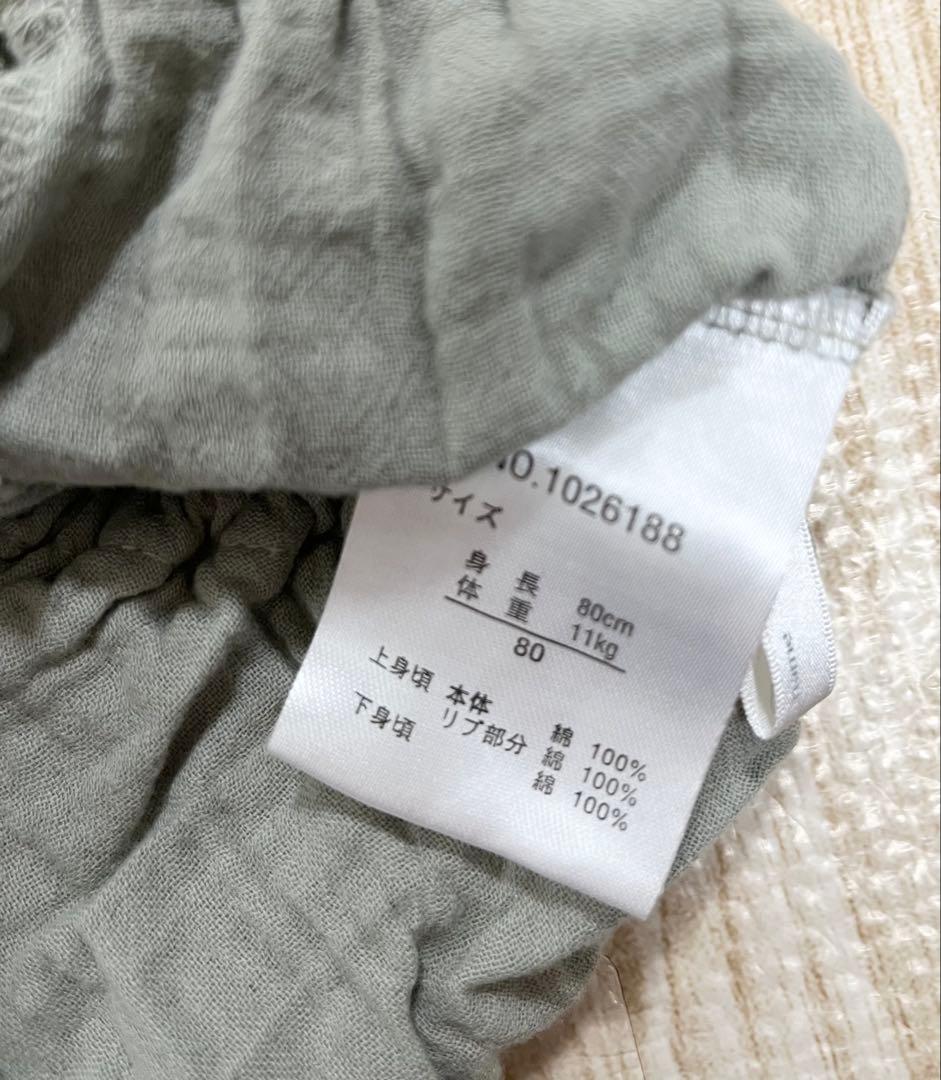 NO.1026188
サイズ
身長 80cm
体重 11kg
80
上身頃 本体 綿 100%
リブ部分 綿 100%
下身頃 綿 100%